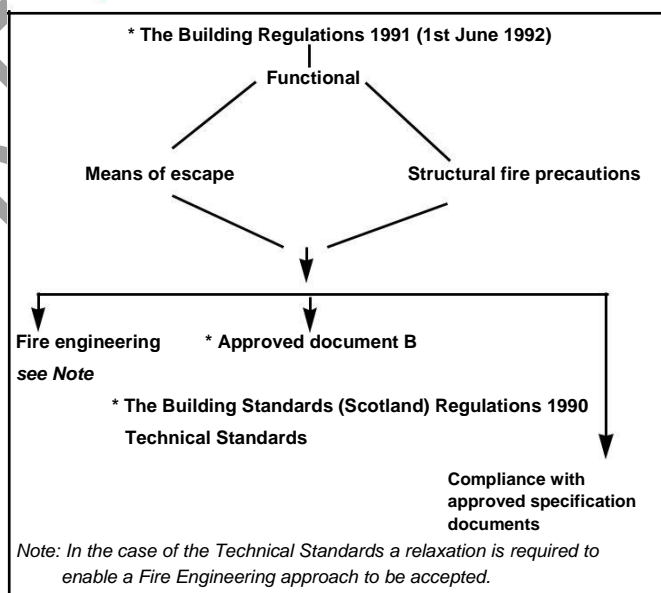 * The Building Regulations 1991 (1st June 1992)
Functional
Means of escape
Structural fire precautions
Fire engineering
see Note
* Approved document B
* The Building Standards (Scotland) Regulations 1990
Technical Standards
Compliance with
approved specification
documents
Note: In the case of the Technical Standards a relaxation is required to
enable a Fire Engineering approach to be accepted.